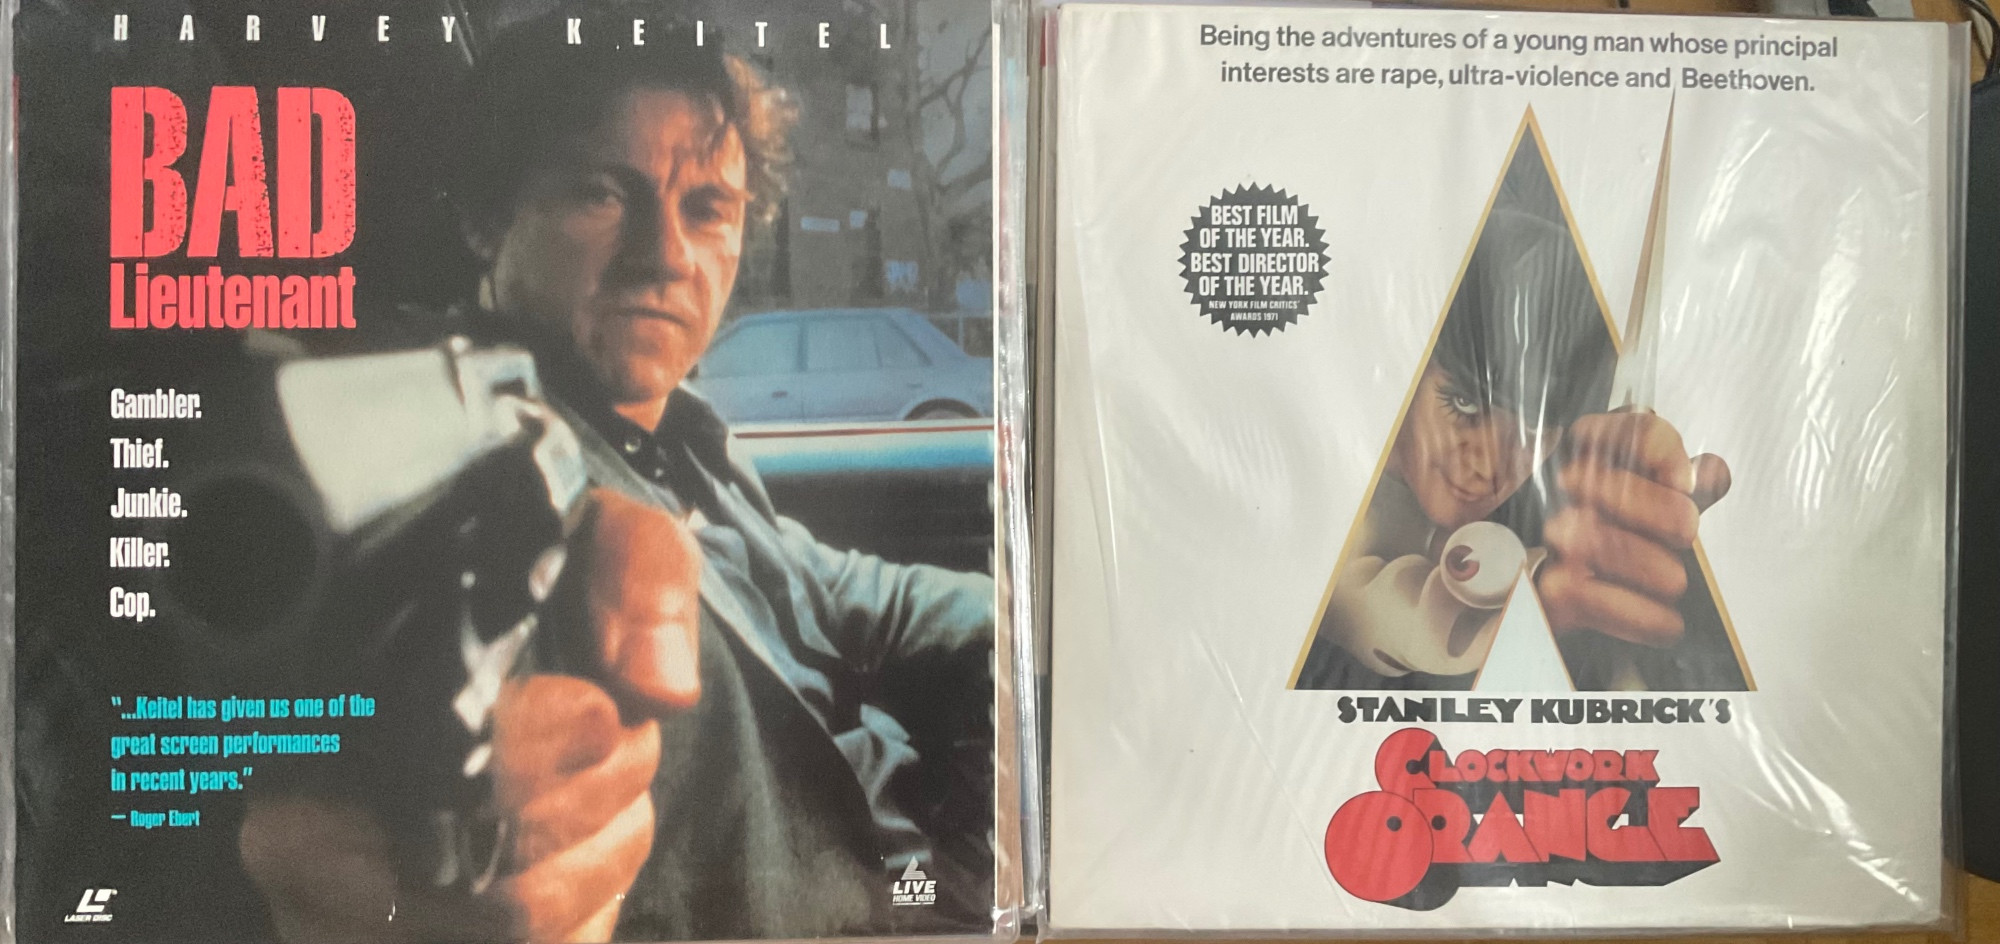 HARVEY KEITEL
BAD
Lieutenant
Gambler.
Thief.
Junkie.
Killer.
Cop.
"...Keitel has given us one of the
great screen performances
in recent years."
— Roger Ebert
LASER DISC
LIVE
HOME VIDEO
Being the adventures of a young man whose principal
interests are rape, ultra-violence and Beethoven.
BEST FILM
OF THE YEAR.
BEST DIRECTOR
OF THE YEAR.
NEW YORK FILM CRITICS
AWARDS 1971
STANLEY KUBRICK'S
CLOCKWORK
ORANGE